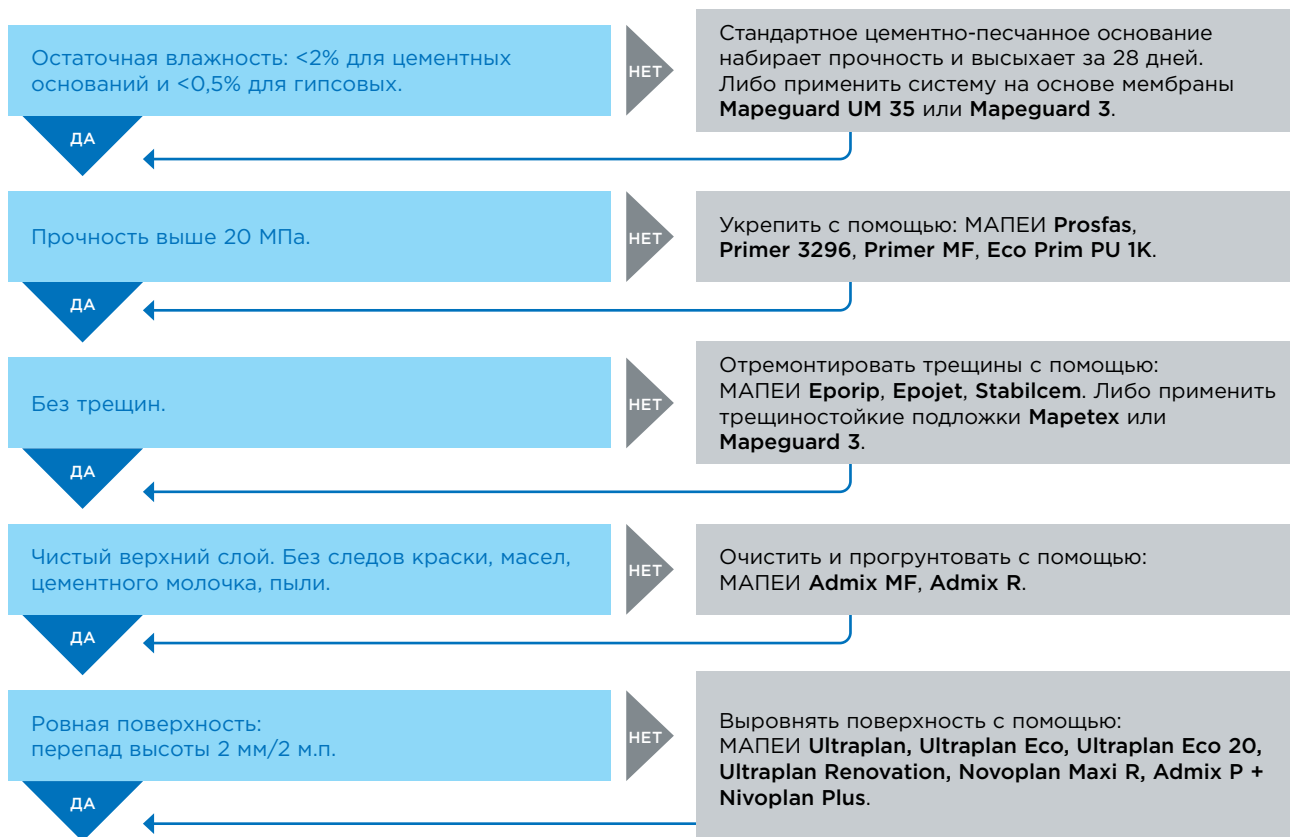 Остаточная влажность: <2% для цементных
оснований и <0,5% для гипсовых.
НЕТ
Стандартное цементно-песчанное основание
набирает прочность и высыхает за 28 дней.
Либо применить систему на основе мембраны
Mapeguard UM 35 или Mapeguard 3.
ДА
Прочность выше 20 МПа.
НЕТ
Укрепить с помощью: МАПЕИ Prosfas,
Primer 3296, Primer MF, Eco Prim PU 1K.
ДА
Без трещин.
НЕТ
Отремонтировать трещины с помощью:
МАПЕИ Eporip, Epojet, Stabilcem. Либо применить
трещиностойкие подложки Mapetex или
Mapeguard 3.
ДА
Чистый верхний слой. Без следов краски, масел,
цементного молочка, пыли.
НЕТ
Очистить и прогрунтовать с помощью:
МАПЕИ Admix MF, Admix R.
ДА
Ровная поверхность:
перепад высоты 2 мм/2 м.п.
НЕТ
Выровнять поверхность с помощью:
МАПЕИ Ultraplan, Ultraplan Eco, Ultraplan Eco 20,
Ultraplan Renovation, Novoplan Maxi R, Admix P +
Nivoplan Plus.
ДА